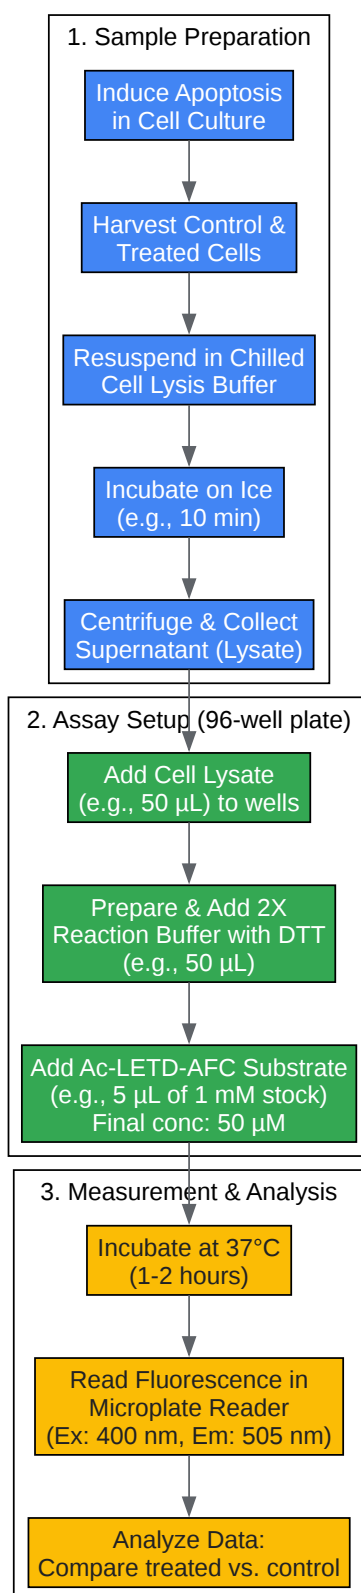 1. Sample Preparation
Induce Apoptosis
in Cell Culture
Harvest Control &
Treated Cells
Resuspend in Chilled
Cell Lysis Buffer
Incubate on Ice
(e.g., 10 min)
Centrifuge & Collect
Supernatant (Lysate)
2. Assay Setup (96-well plate)
Add Cell Lysate
(e.g., 50 µL) to wells
Prepare & Add 2X
Reaction Buffer with DTT
(e.g., 50 µL)
Add Ac-LETD-AFC Substrate
(e.g., 5 µL of 1 mM stock)
Final conc: 50 µM
3. Measurement & Analysis
Incubate at 37°C
(1-2 hours)
Read Fluorescence in
Microplate Reader
(Ex: 400 nm, Em: 505 nm)
Analyze Data:
Compare treated vs. control